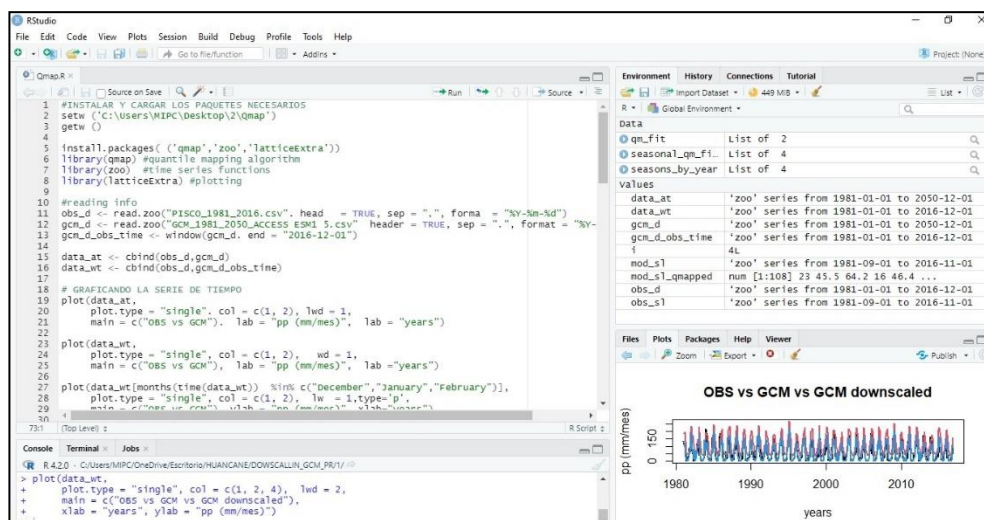 RStudio
File Edit Code View Plots Session Build Debug Profile Tools Help
Go to file/function
Addins
Project: (None)
Qmap.R
Source on Save
Run
Source
1 #INSTALAR Y CARGAR LOS PAQUETES NECESARIOS
2 setw ('C:\Users\MIPC\Desktop\2\Qmap')
3 getw ()
4
5 install.packages( ('qmap','zoo','latticeExtra'))
6 library(qmap) #quantile mapping algorithm
7 library(zoo) #time series functions
8 library(latticeExtra) #plotting
9
10 #reading info
11 obs_d <- read.zoo("PISCO_1981_2016.csv". head = TRUE, sep = ".", forma = "%Y-%m-%d")
12 gcm_d <- read.zoo("GCM_1981_2050_ACCESS ESM1 5.csv" header = TRUE, sep = ".", format = "%Y-
13 gcm_d_obs_time <- window(gcm_d. end = "2016-12-01")
14
15 data_at <- cbind(obs_d,gcm_d)
16 data_wt <- cbind(obs_d,gcm_d_obs_time)
17
18 # GRAFICANDO LA SERIE DE TIEMPO
19 plot(data_at,
20 plot.type = "single". col = c(1, 2), lwd = 1,
21 main = c("OBS vs GCM"). lab = "pp (mm/mes)", lab = "years")
22
23 plot(data_wt,
24 plot.type = "single", col = c(1, 2), wd = 1,
25 main = c("OBS vs GCM"), lab = "pp (mm/mes)", lab ="years")
26
27 plot(data_wt[months(time(data_wt)) %in% c("December","January","February")],
28 plot.type = "single", col = c(1, 2), lw = 1,type='p',
29 main = c("OBS vs GCM"), ylab = "pp (mm/mes)", xlab="years")
30
73:1 (Top Level) R Script
Console Terminal Jobs
R 4.2.0 · C:/Users/MIPC/OneDrive/Escritorio/HUANCANE/DOWSCALLIN_GCM_PR/1/
> plot(data_wt,
+ plot.type = "single", col = c(1, 2, 4), lwd = 2,
+ main = c("OBS vs GCM vs GCM downscaled"),
+ xlab = "years", ylab = "pp (mm/mes)")
Environment History Connections Tutorial
Import Dataset 449 MiB List
R Global Environment
Data
qm_fit List of 2
seasonal_qm_fi… List of 4
seasons_by_year List of 4
values
data_at 'zoo' series from 1981-01-01 to 2050-12-01
data_wt 'zoo' series from 1981-01-01 to 2016-12-01
gcm_d 'zoo' series from 1981-01-01 to 2050-12-01
gcm_d_obs_time 'zoo' series from 1981-01-01 to 2016-12-01
i 4L
mod_sl 'zoo' series from 1981-09-01 to 2016-11-01
mod_sl_qmapped num [1:108] 23 45.5 64.2 16 46.4 ...
obs_d 'zoo' series from 1981-01-01 to 2016-12-01
obs_sl 'zoo' series from 1981-09-01 to 2016-11-01
Files Plots Packages Help Viewer
Zoom Export Publish
OBS vs GCM vs GCM downscaled
pp (mm/mes)
0 150
1980 1990 2000 2010
years